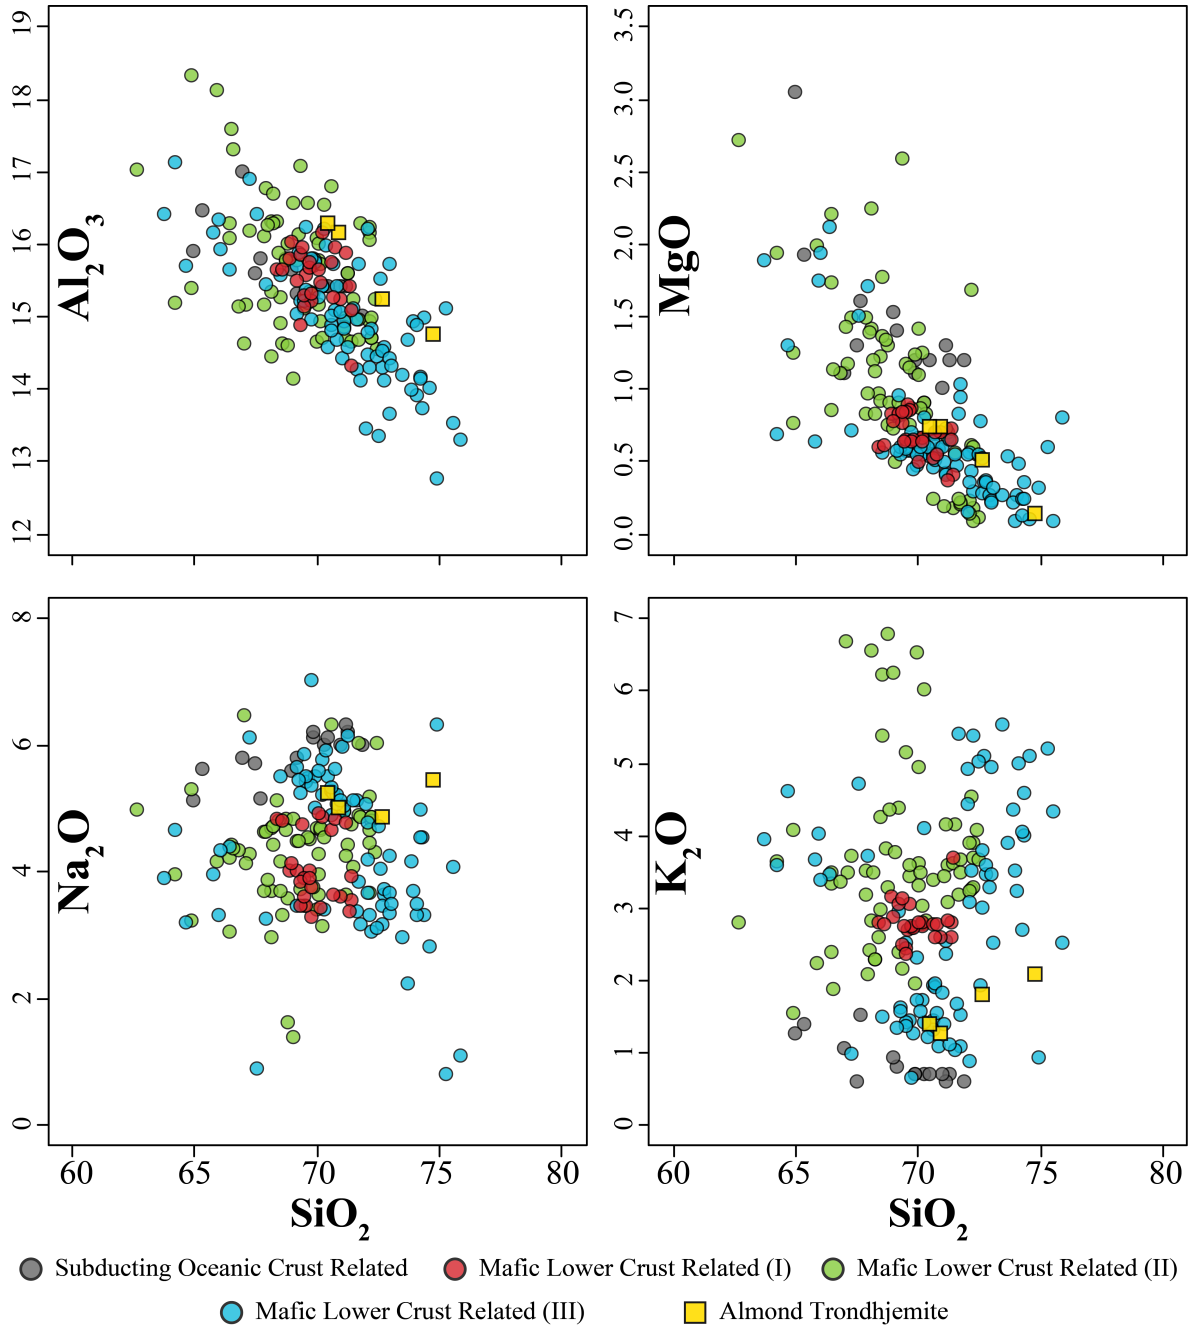 19
18
17
16
15
14
13
12
Al2O3
3.5
3.0
2.5
2.0
1.5
1.0
0.5
0.0
MgO
8
6
4
2
0
Na2O
7
6
5
4
3
2
1
0
K2O
60 65 70 75 80
SiO2
60 65 70 75 80
SiO2
Subducting Oceanic Crust Related Mafic Lower Crust Related (I) Mafic Lower Crust Related (II)
Mafic Lower Crust Related (III) Almond Trondhjemite